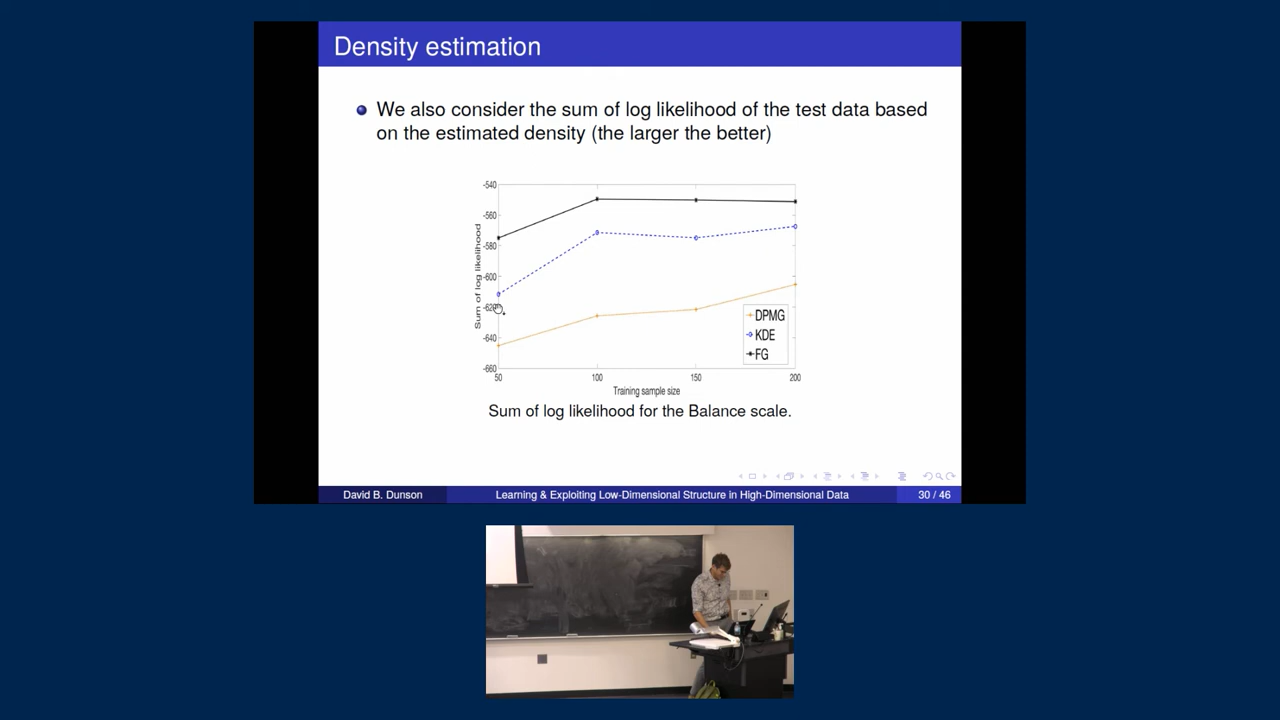 Density estimation
We also consider the sum of log likelihood of the test data based
on the estimated density (the larger the better)
-540
-560
-580
-600
-620
-640
-660
Sum of log likelihood
50
100
150
200
Training sample size
DPMG
KDE
FG
Sum of log likelihood for the Balance scale.
David B. Dunson
Learning & Exploiting Low-Dimensional Structure in High-Dimensional Data
30 / 46